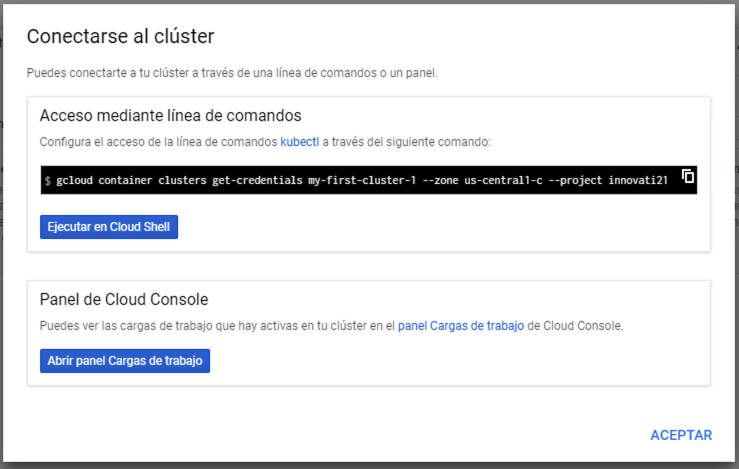 Conectarse al clúster
Puedes conectarte a tu clúster a través de una línea de comandos o un panel.
Acceso mediante línea de comandos
Configura el acceso de la línea de comandos kubectl a través del siguiente comando:
$ gcloud container clusters get-credentials my-first-cluster-1 --zone us-central1-c --project innovati21
Ejecutar en Cloud Shell
Panel de Cloud Console
Puedes ver las cargas de trabajo que hay activas en tu clúster en el panel Cargas de trabajo de Cloud Console.
Abrir panel Cargas de trabajo
ACEPTAR